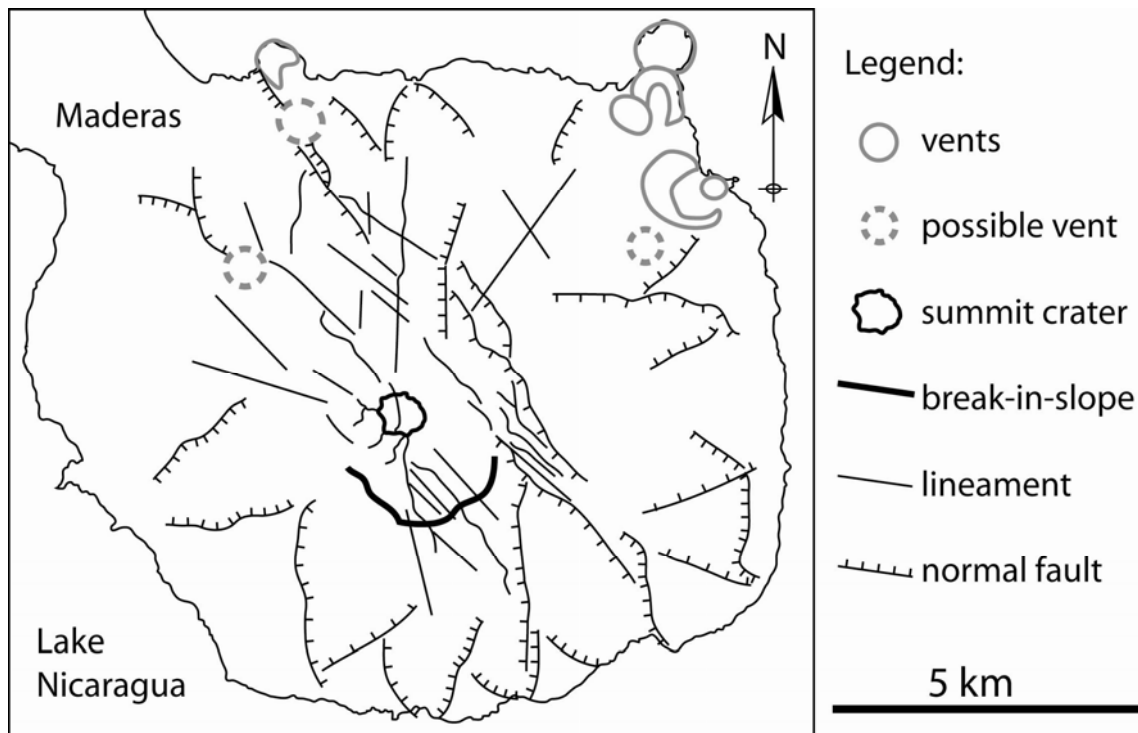 Maderas
N
Lake
Nicaragua
Legend:
vents
possible vent
summit crater
break-in-slope
lineament
normal fault
5 km